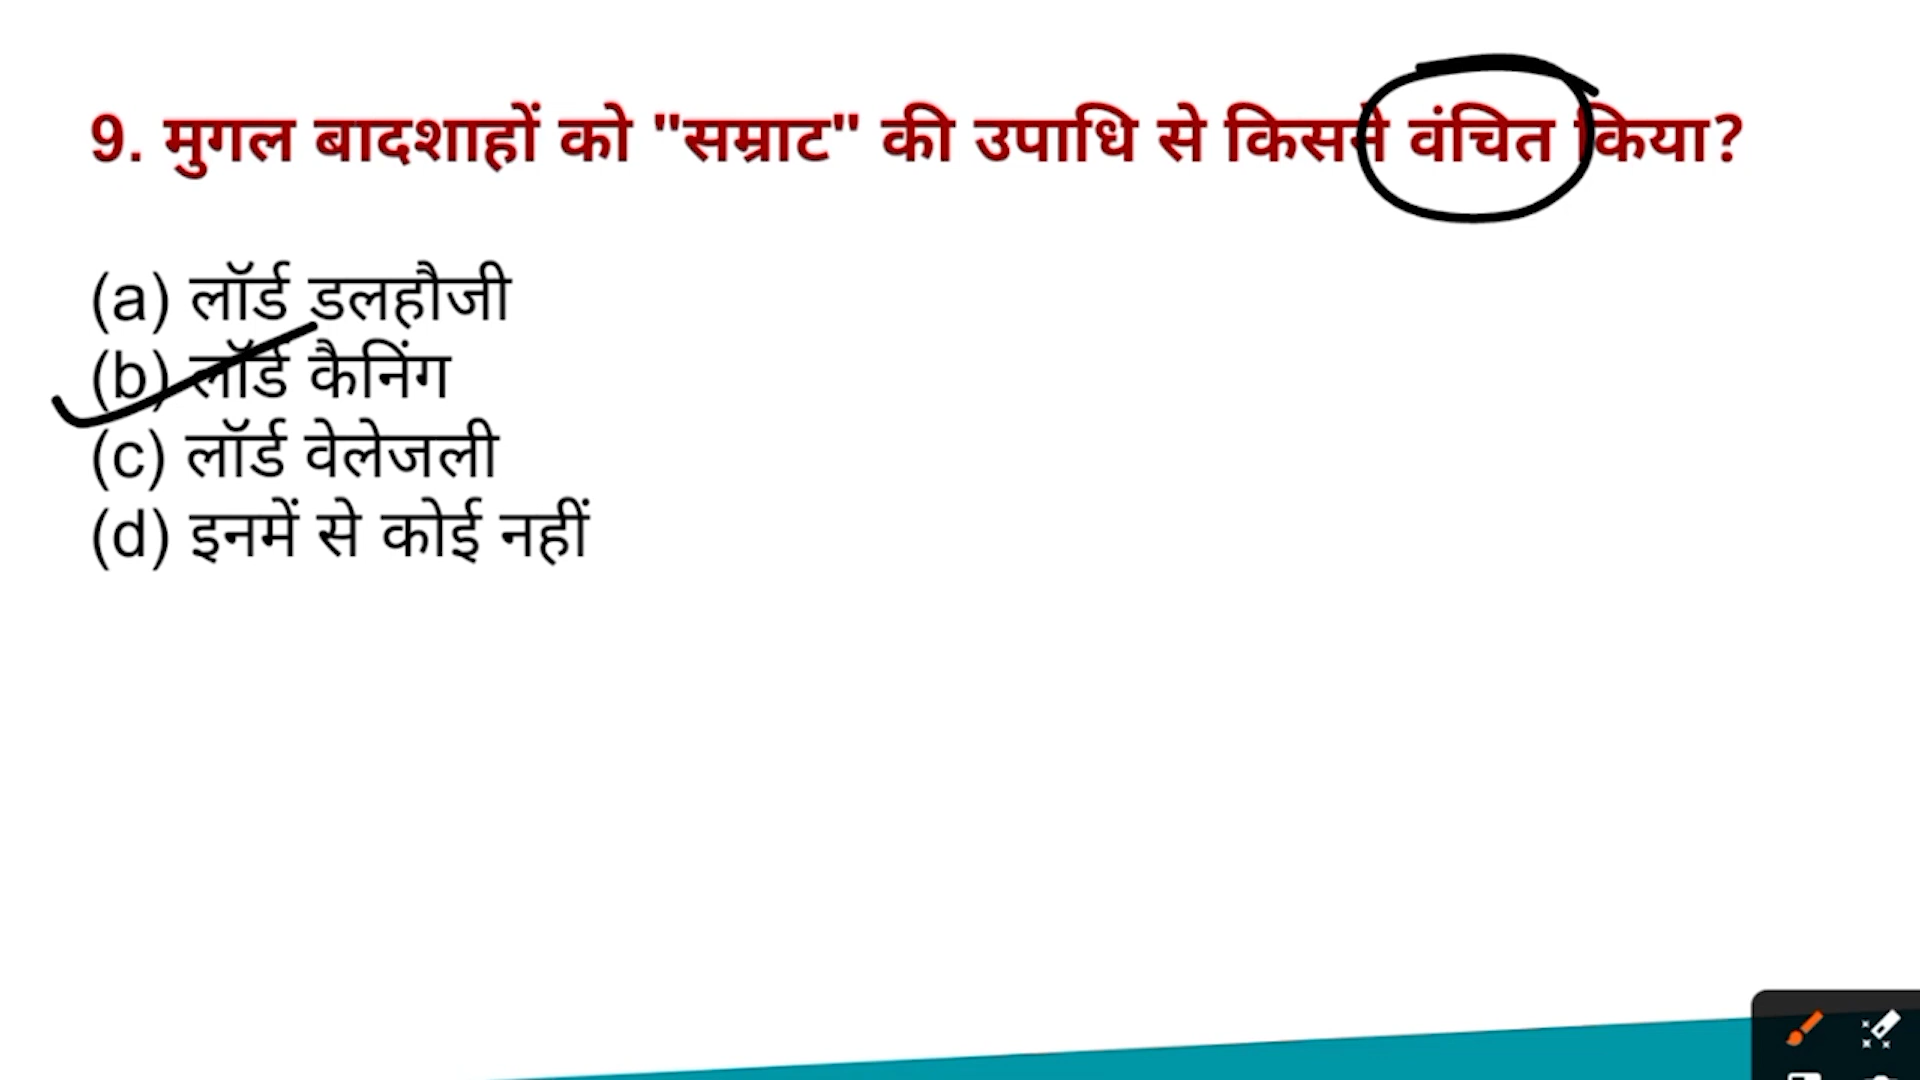 9. मुगल बादशाहों को "सम्राट" की उपाधि से किसने वंचित किया?
(a) लॉर्ड डलहौजी
(b) लॉर्ड कैनिंग
(c) लॉर्ड वेलेजली
(d) इनमें से कोई नहीं